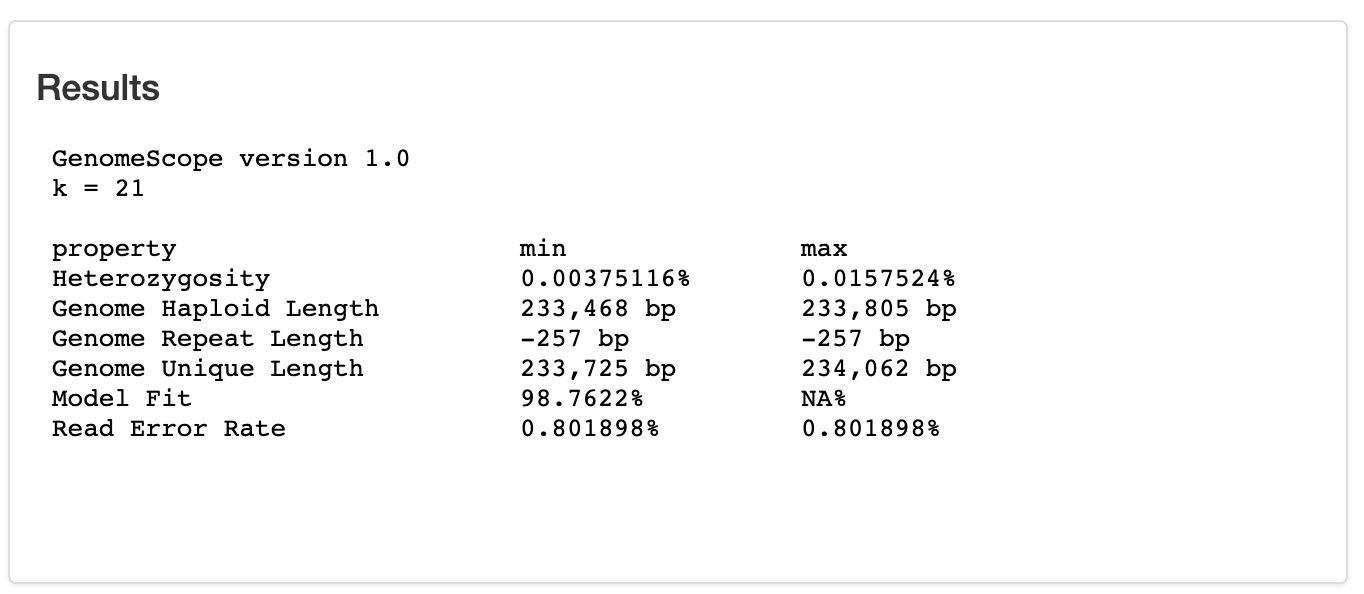 Results
GenomeScope version 1.0
k = 21
property min max
Heterozygosity 0.00375116% 0.0157524%
Genome Haploid Length 233,468 bp 233,805 bp
Genome Repeat Length -257 bp -257 bp
Genome Unique Length 233,725 bp 234,062 bp
Model Fit 98.7622% NA%
Read Error Rate 0.801898% 0.801898%